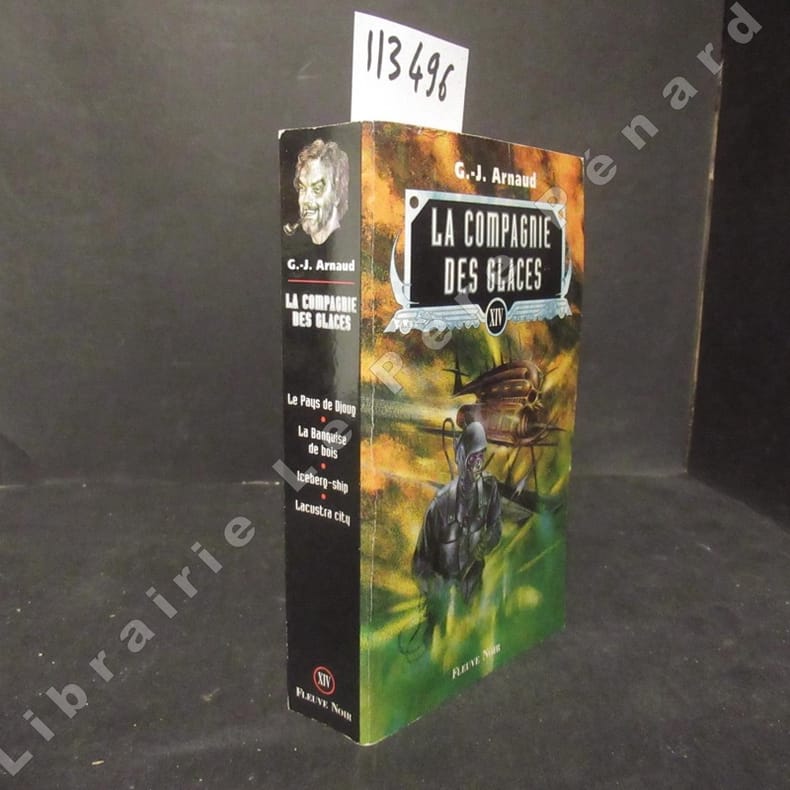 113496
G.-J. Arnaud
LA COMPAGNIE
DES GLACES
XIV
FLEUVE NOIR
G.-J. Arnaud
LA COMPAGNIE
DES GLACES
Le Pays de Djoug
La Banquise
de bois
Iceberg-ship
Lacustra city
XIV
FLEUVE NOIR
Librairie Le Père Pénard